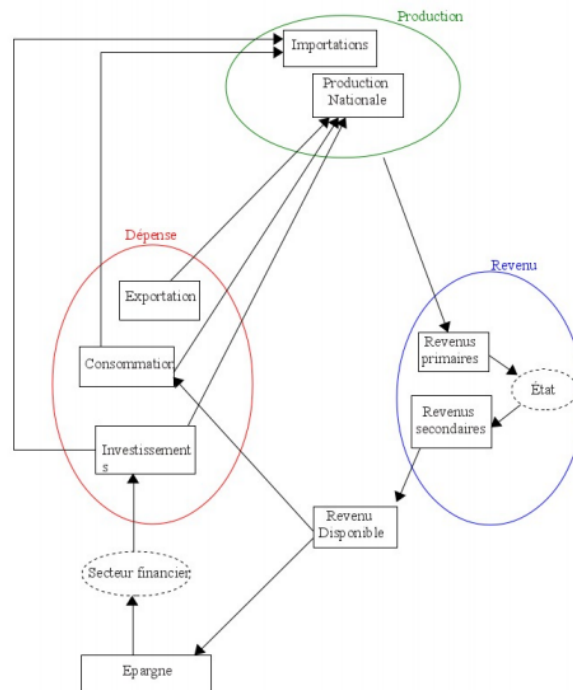 Production
Importations
Production
Nationale
Dépense
Exportation
Consommation
Investissement
s
Revenu
Revenus
primaires
État
Revenus
secondaires
Revenu
Disponible
Secteur financier
Epargne